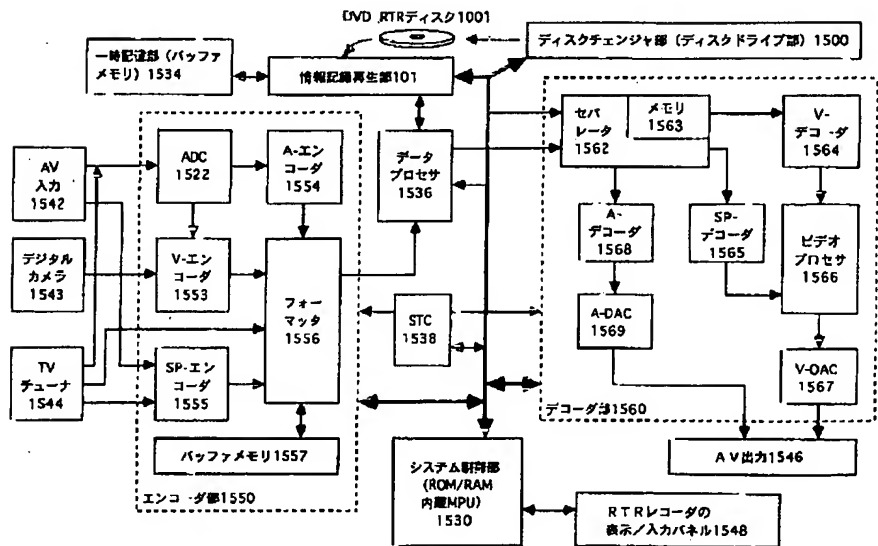 DVD RTRディスク1001
ディスクチェンジャ部（ディスクドライブ部）1500
一時記憶部（バッファ
メモリ）1534
情報記録再生部101
AV
入力
1542
デジタル
カメラ
1543
TV
チューナ
1544
ADC
1522
A-エン
コーダ
1554
V-エン
コーダ
1553
SP-エン
コーダ
1555
フォー
マッタ
1556
バッファメモリ1557
エンコーダ部1550
データ
プロセサ
1536
STC
1538
システム制御部
(ROM/RAM
内蔵MPU)
1530
セパ
レータ
1562
メモリ
1563
V-
デコーダ
1564
A-
デコーダ
1568
SP-
デコーダ
1565
ビデオ
プロセサ
1566
A-DAC
1569
V-DAC
1567
デコーダ部1560
AV出力1546
RTRレコーダの
表示／入力パネル1548